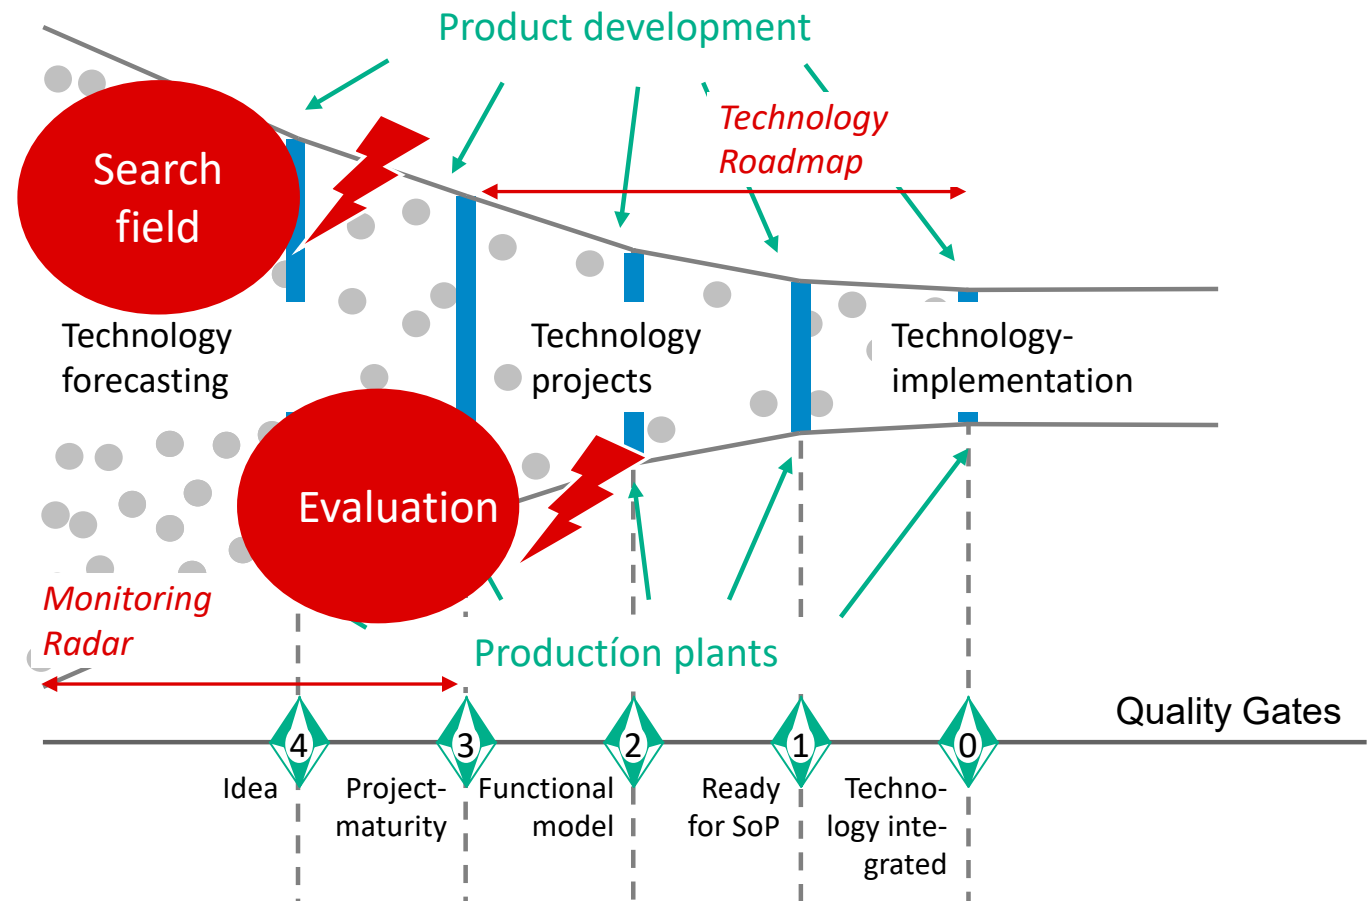 Product development
Technology
Roadmap
Search
field
Technology
forecasting
Technology
projects
Technology-
implementation
Evaluation
Monitoring
Radar
Productíon plants
Quality Gates
4
3
2
1
0
Idea
Project-
maturity
Functional
model
Ready
for SoP
Techno-
logy inte-
grated